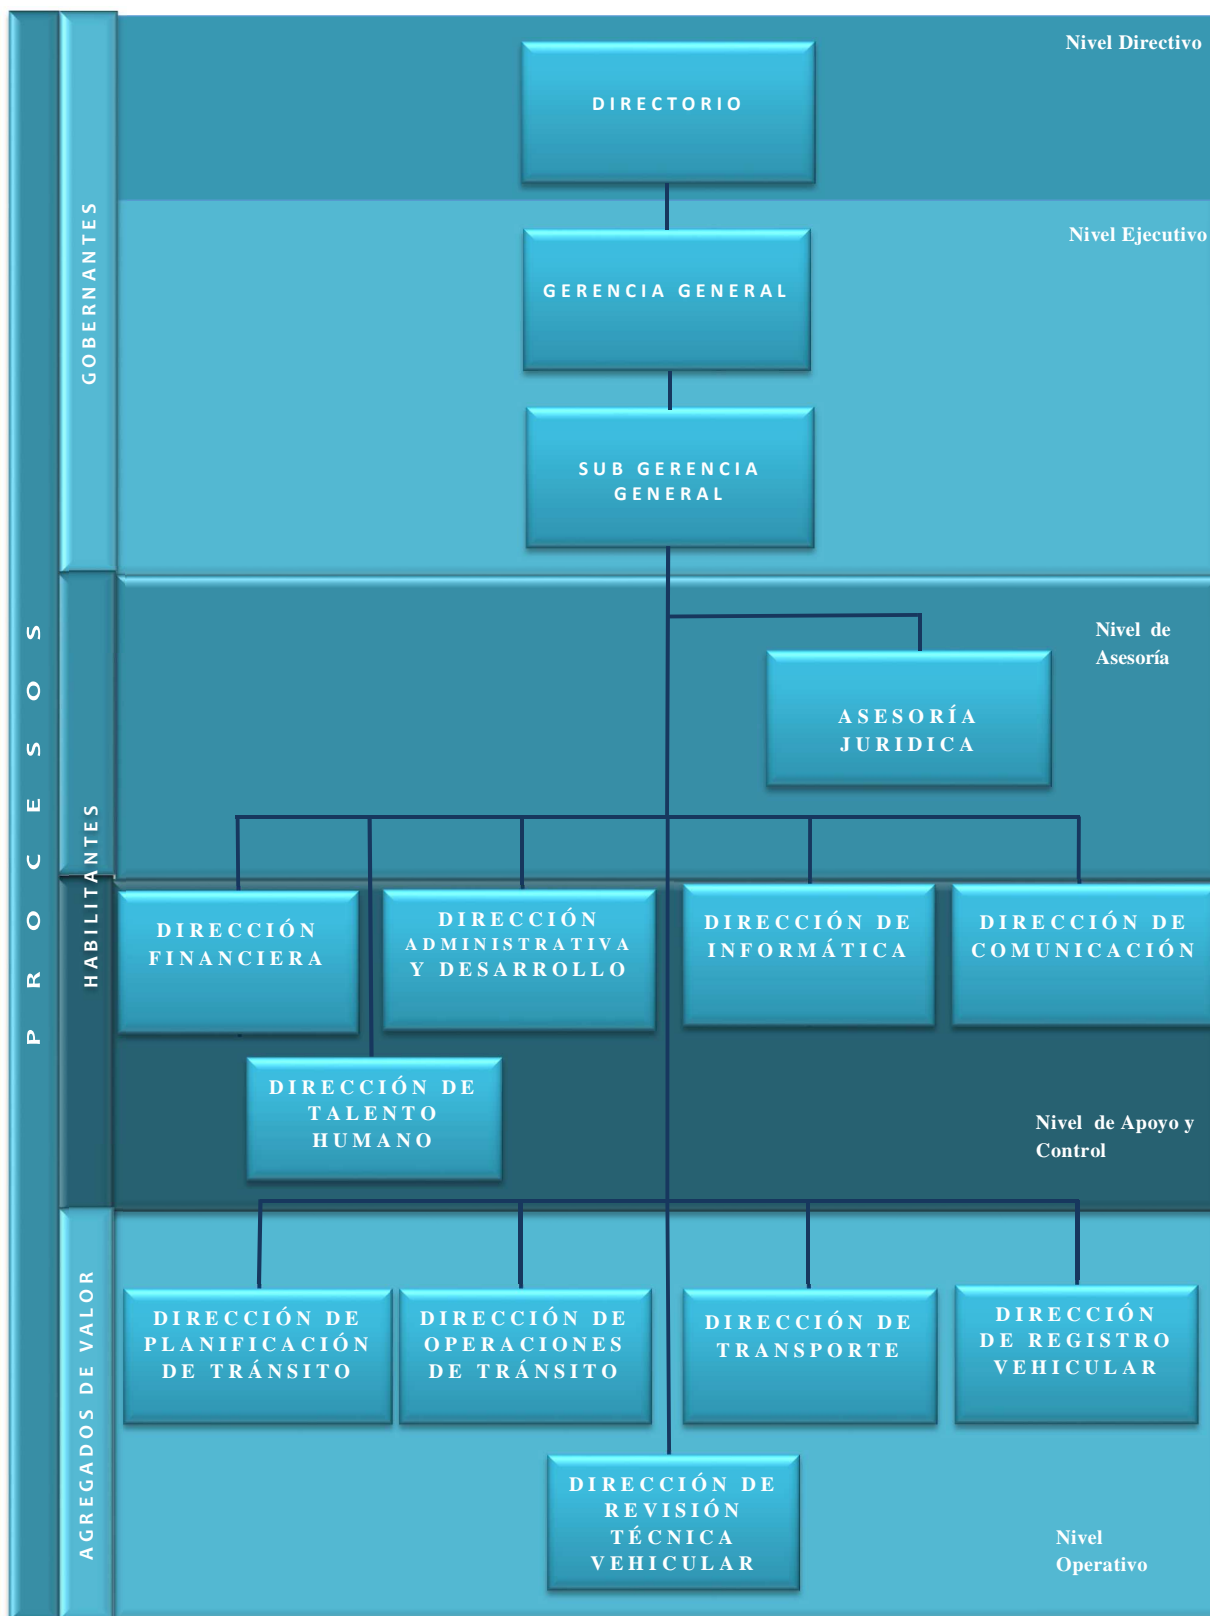 PROCESOS
GOBERNANTES
HABILITANTES
AGREGADOS DE VALOR
Nivel Directivo
DIRECTORIO
Nivel Ejecutivo
GERENCIA GENERAL
SUB GERENCIA
GENERAL
Nivel de
Asesoría
ASESORÍA
JURIDICA
DIRECCIÓN
FINANCIERA
DIRECCIÓN
ADMINISTRATIVA
Y DESARROLLO
DIRECCIÓN DE
INFORMÁTICA
DIRECCIÓN DE
COMUNICACIÓN
DIRECCIÓN DE
TALENTO
HUMANO
Nivel de Apoyo y
Control
DIRECCIÓN DE
PLANIFICACIÓN
DE TRÁNSITO
DIRECCIÓN DE
OPERACIONES
DE TRÁNSITO
DIRECCIÓN DE
TRANSPORTE
DIRECCIÓN
DE REGISTRO
VEHICULAR
DIRECCIÓN DE
REVISIÓN
TÉCNICA
VEHICULAR
Nivel
Operativo